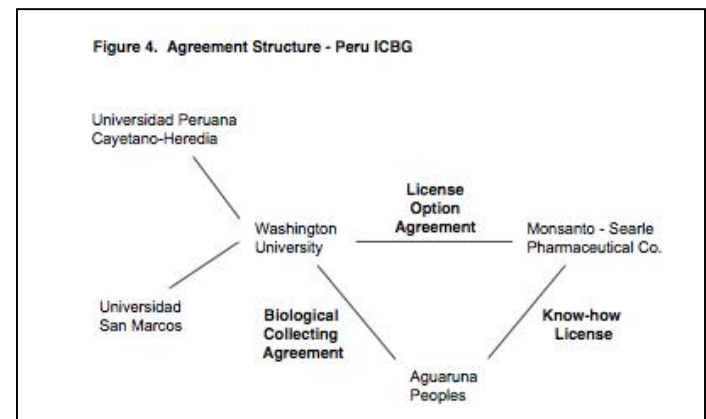 Figure 4. Agreement Structure - Peru ICBG
Universidad Peruana
Cayetano-Heredia
License
Option
Agreement
Washington
University
Monsanto - Searle
Pharmaceutical Co.
Universidad
San Marcos
Biological
Collecting
Agreement
Know-how
License
Aguaruna
Peoples